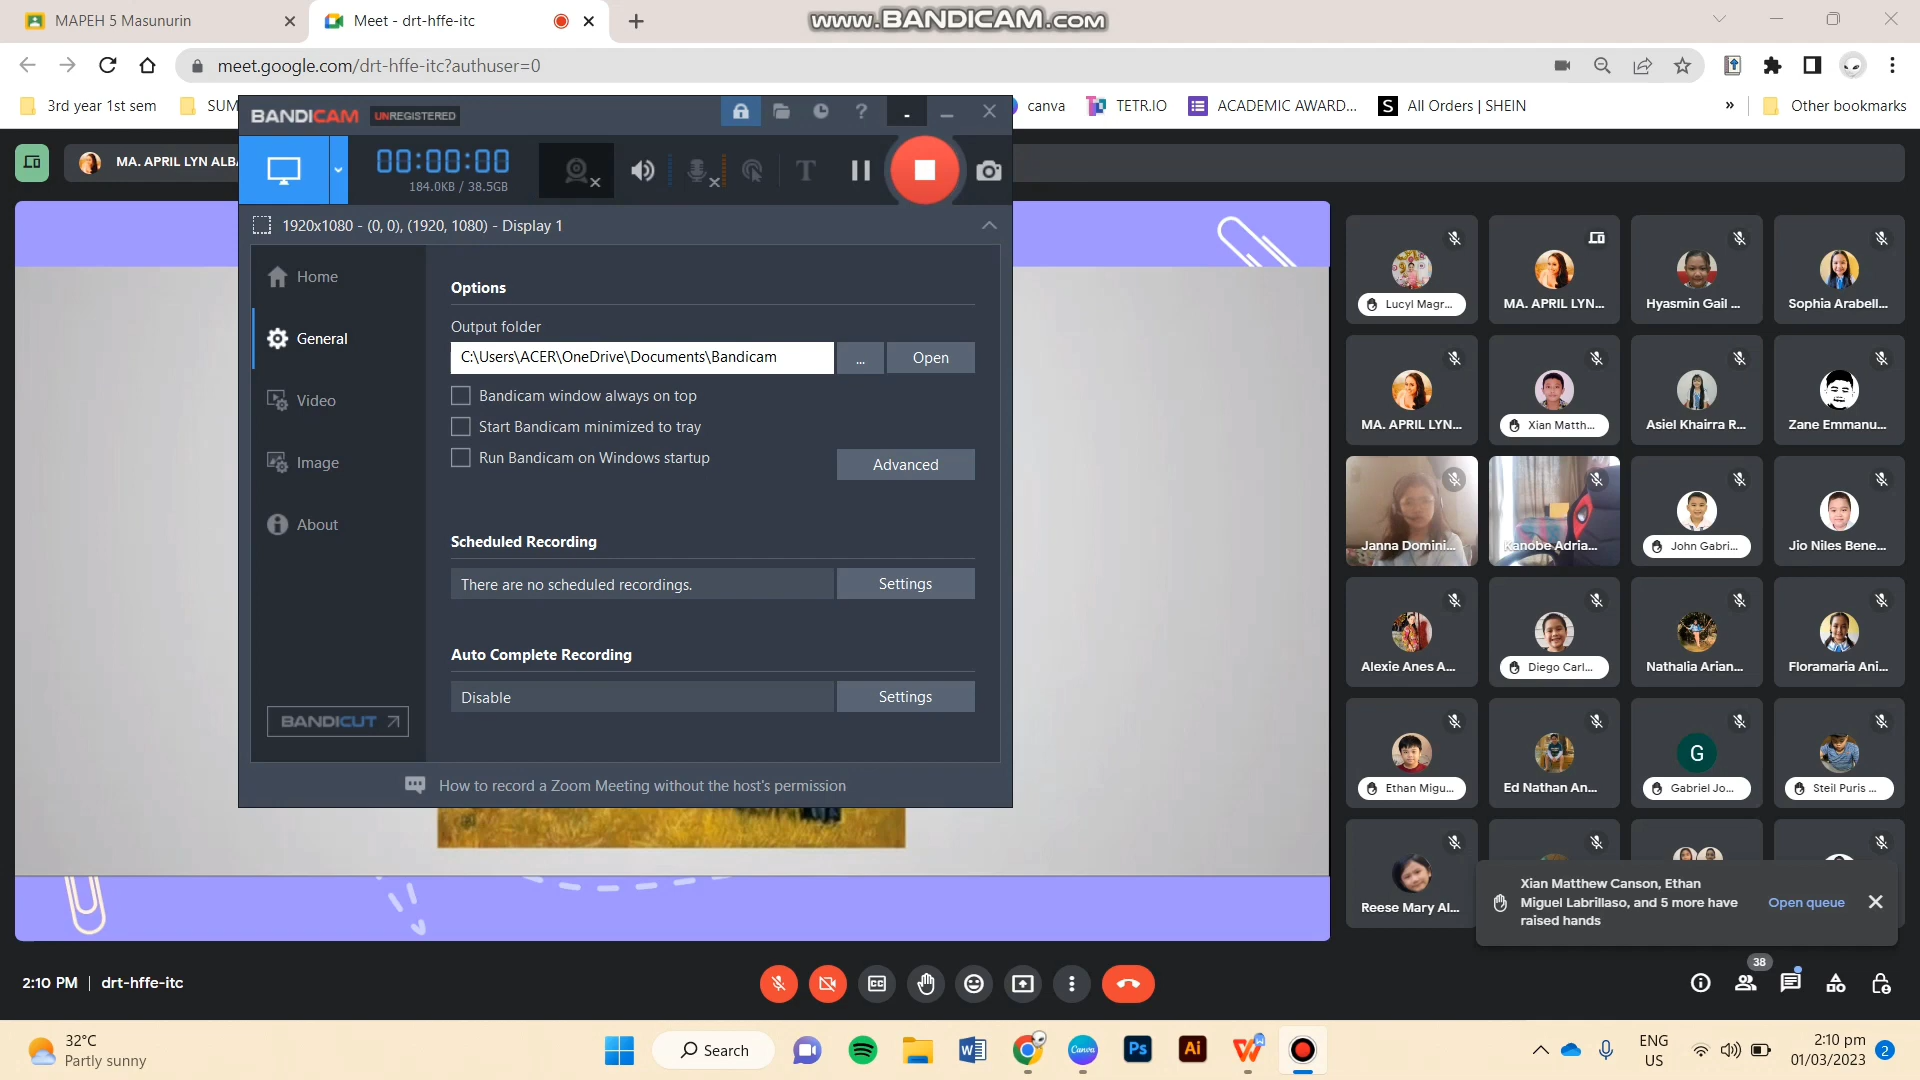 MAPEH 5 Masunurin
Meet - drt-hffe-itc
www.BANDICAM.com
meet.google.com/drt-hffe-itc?authuser=0
3rd year 1st sem
SUM
canva
TETR.IO
ACADEMIC AWARD...
All Orders | SHEIN
»
Other bookmarks
BANDICAM UNREGISTERED
MA. APRIL LYN ALBA
00:00:00
184.0KB / 38.5GB
1920x1080 - (0, 0), (1920, 1080) - Display 1
Home
General
Video
Image
About
BANDICUT
Options
Output folder
C:\Users\ACER\OneDrive\Documents\Bandicam
...
Open
Bandicam window always on top
Start Bandicam minimized to tray
Run Bandicam on Windows startup
Advanced
Scheduled Recording
There are no scheduled recordings.
Settings
Auto Complete Recording
Disable
Settings
How to record a Zoom Meeting without the host's permission
Lucyl Magr...
MA. APRIL LYN...
Hyasmin Gail ...
Sophia Arabell...
MA. APRIL LYN...
Xian Matth...
Asiel Khairra R...
Zane Emmanu...
Janna Domini...
Kanobe Adria...
John Gabri...
Jio Niles Bene...
Alexie Anes A...
Diego Carl...
Nathalia Arian...
Floramaria Ani...
Ethan Migu...
Ed Nathan An...
G
Gabriel Jo...
Steil Puris ...
Reese Mary Al...
Xian Matthew Canson, Ethan
Miguel Labrillaso, and 5 more have
raised hands
Open queue
2:10 PM | drt-hffe-itc
38
32°C
Partly sunny
Search
Canva
Ps
Ai
ENG
US
2:10 pm
01/03/2023
2